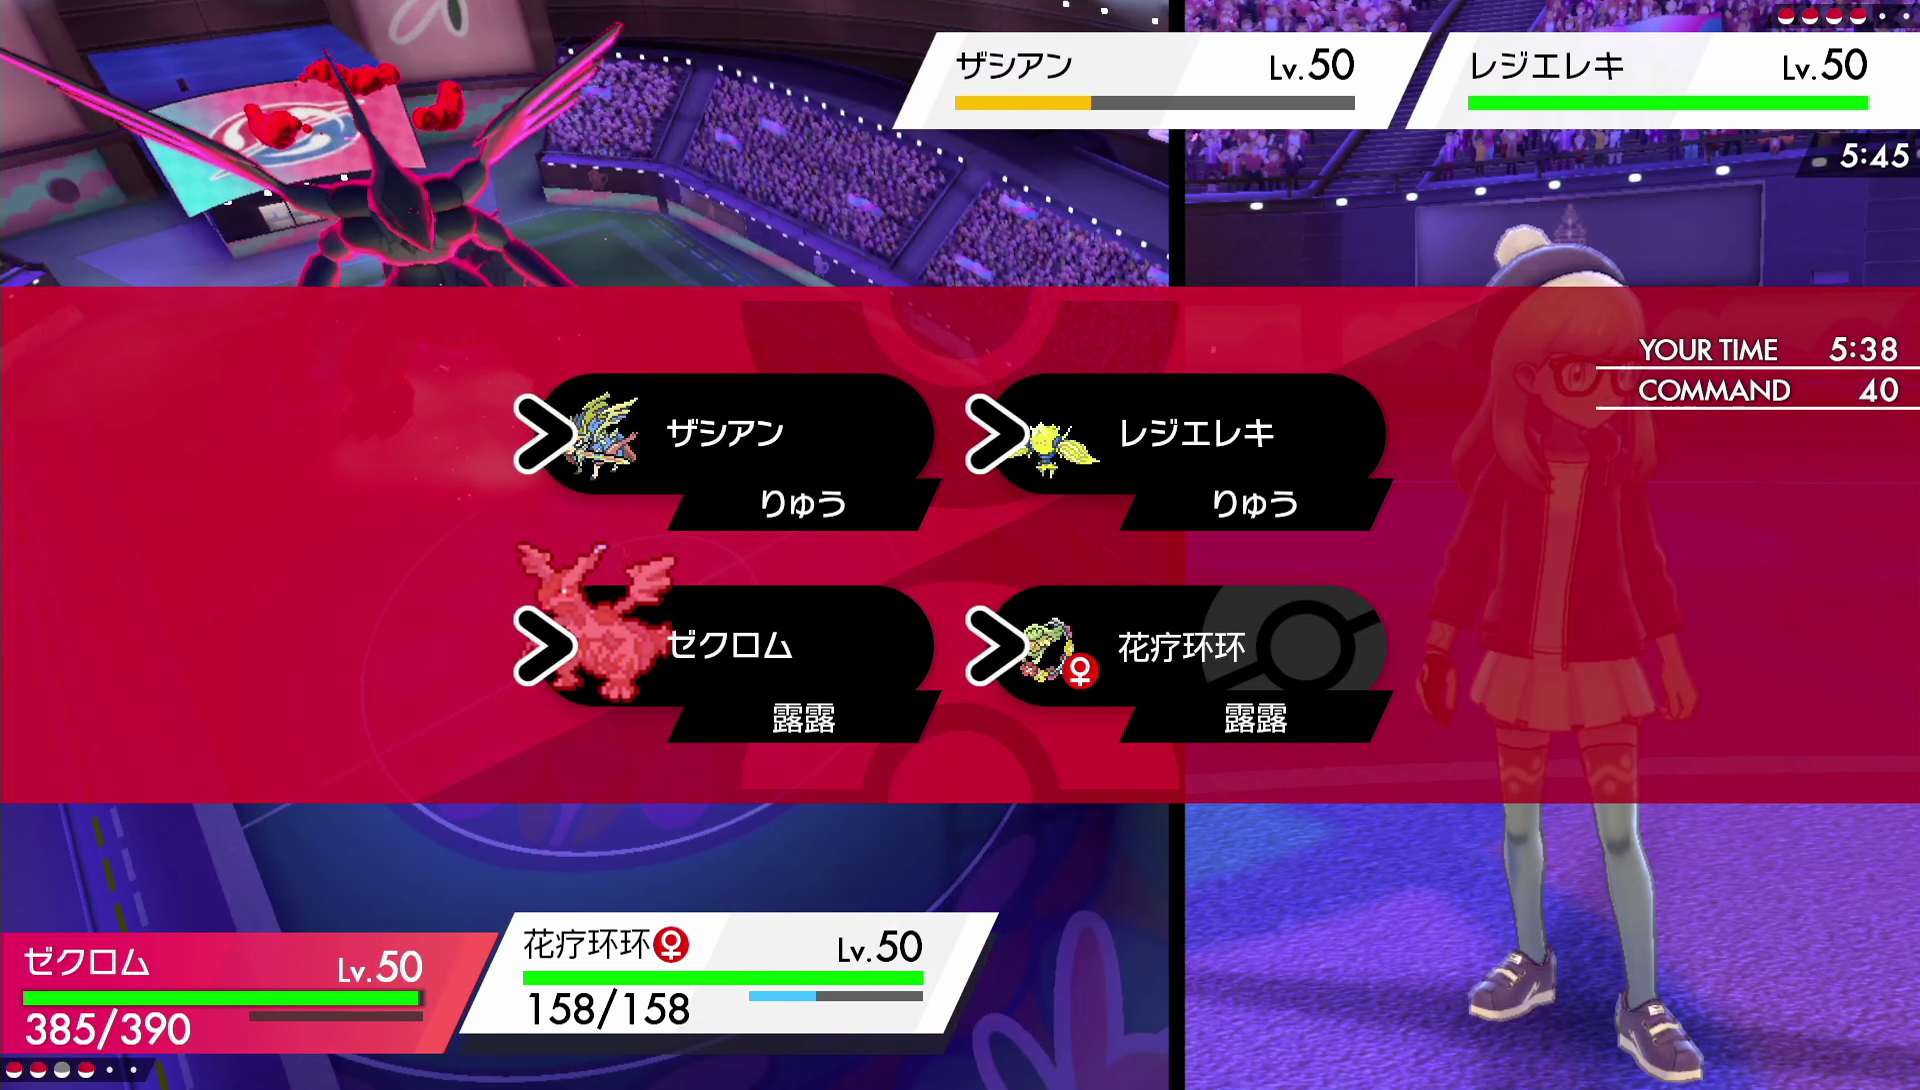 ザシアン Lv.50
レジエレキ Lv.50
5:45
YOUR TIME 5:38
COMMAND 40
ザシアン
りゅう
レジエレキ
りゅう
ゼクロム
露露
花疗环环♀
露露
ゼクロム Lv.50
385/390
花疗环环♀ Lv.50
158/158